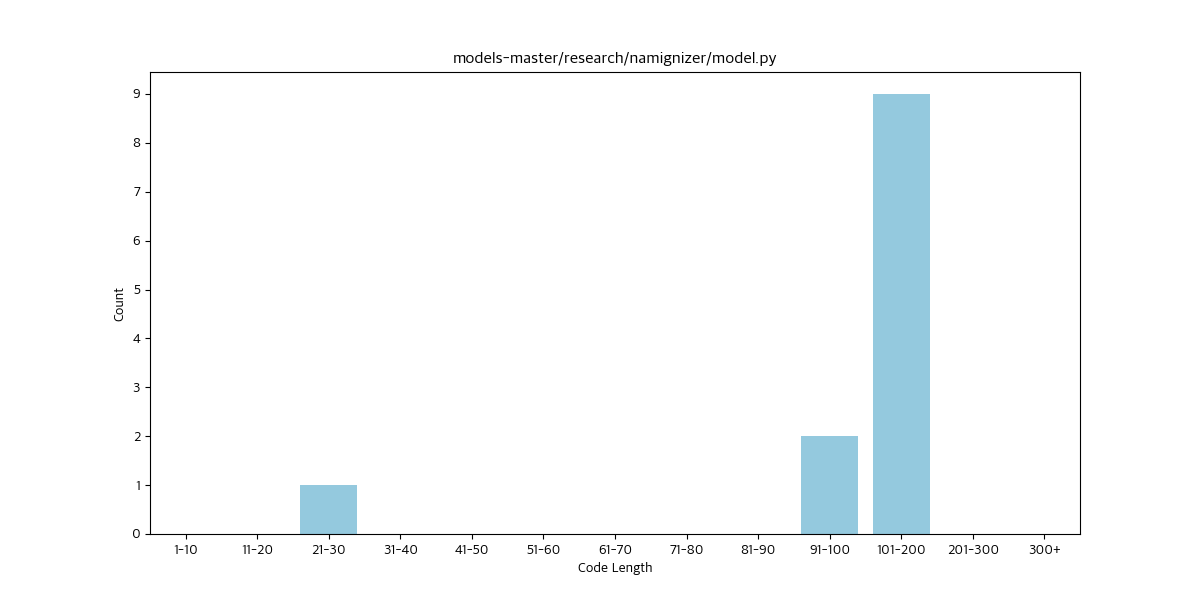 models-master/research/namignizer/model.py
9
8
7
6
5
4
3
2
1
0
Count
1-10 11-20 21-30 31-40 41-50 51-60 61-70 71-80 81-90 91-100 101-200 201-300 300+
Code Length